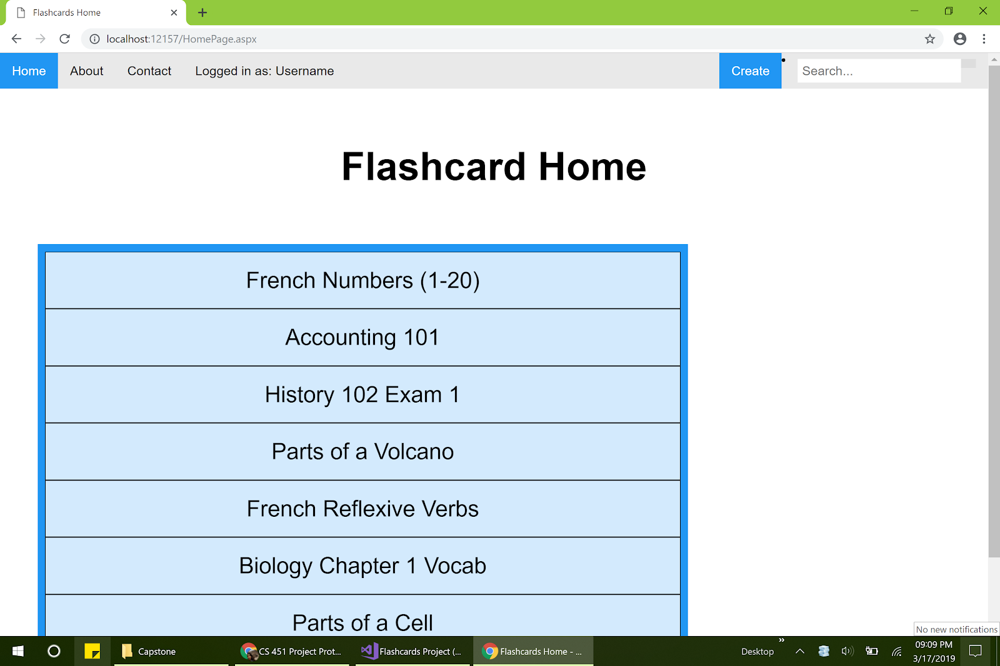 Flashcards Home
localhost:12157/HomePage.aspx
Home About Contact Logged in as: Username Create Search...
Flashcard Home
French Numbers (1-20)
Accounting 101
History 102 Exam 1
Parts of a Volcano
French Reflexive Verbs
Biology Chapter 1 Vocab
Parts of a Cell
No new notifications
Capstone CS 451 Project Prot... Flashcards Project (... Flashcards Home - ... Desktop 09:09 PM
3/17/2019